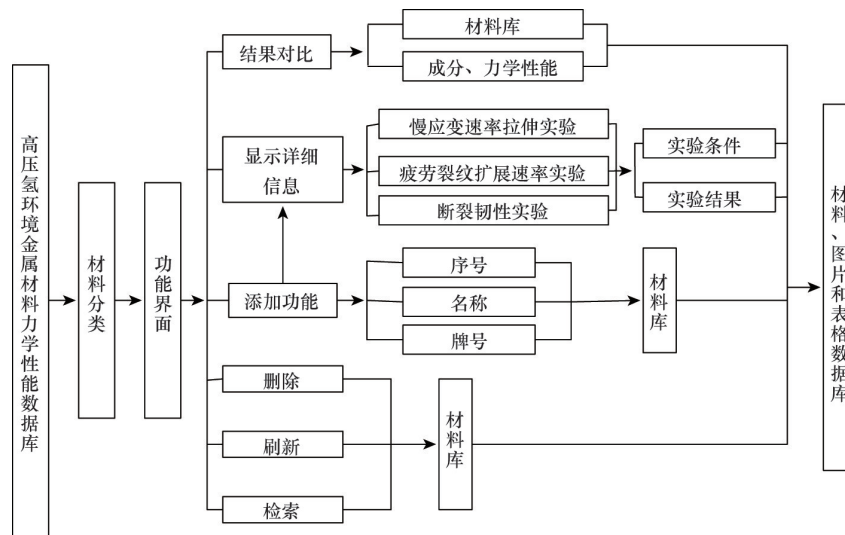 高压氢环境金属材料力学性能数据库
材料分类
功能界面
结果对比
材料库
成分、力学性能
显示详细
信息
慢应变速率拉伸实验
疲劳裂纹扩展速率实验
断裂韧性实验
实验条件
实验结果
添加功能
序号
名称
牌号
材料库
删除
刷新
检索
材料库
材料、图片和表格数据库